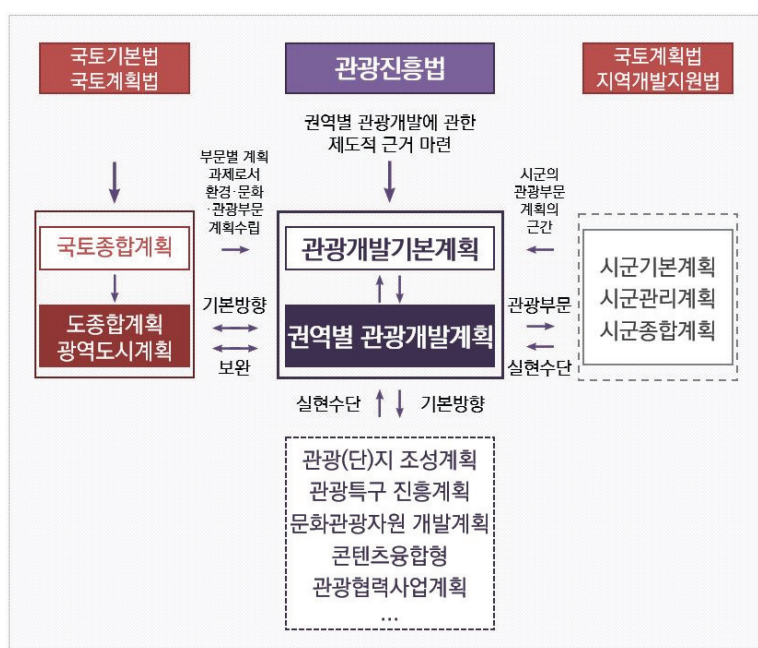 국토기본법
국토계획법
관광진흥법
국토계획법
지역개발지원법
권역별 관광개발에 관한
제도적 근거 마련
부문별 계획
과제로서
환경·문화
·관광부문
계획수립
시군의
관광부문
계획의
근간
국토종합계획
관광개발기본계획
시군기본계획
시군관리계획
시군종합계획
도종합계획
광역도시계획
기본방향
보완
권역별 관광개발계획
관광부문
실현수단
실현수단
기본방향
관광(단)지 조성계획
관광특구 진흥계획
문화관광자원 개발계획
콘텐츠융합형
관광협력사업계획
...